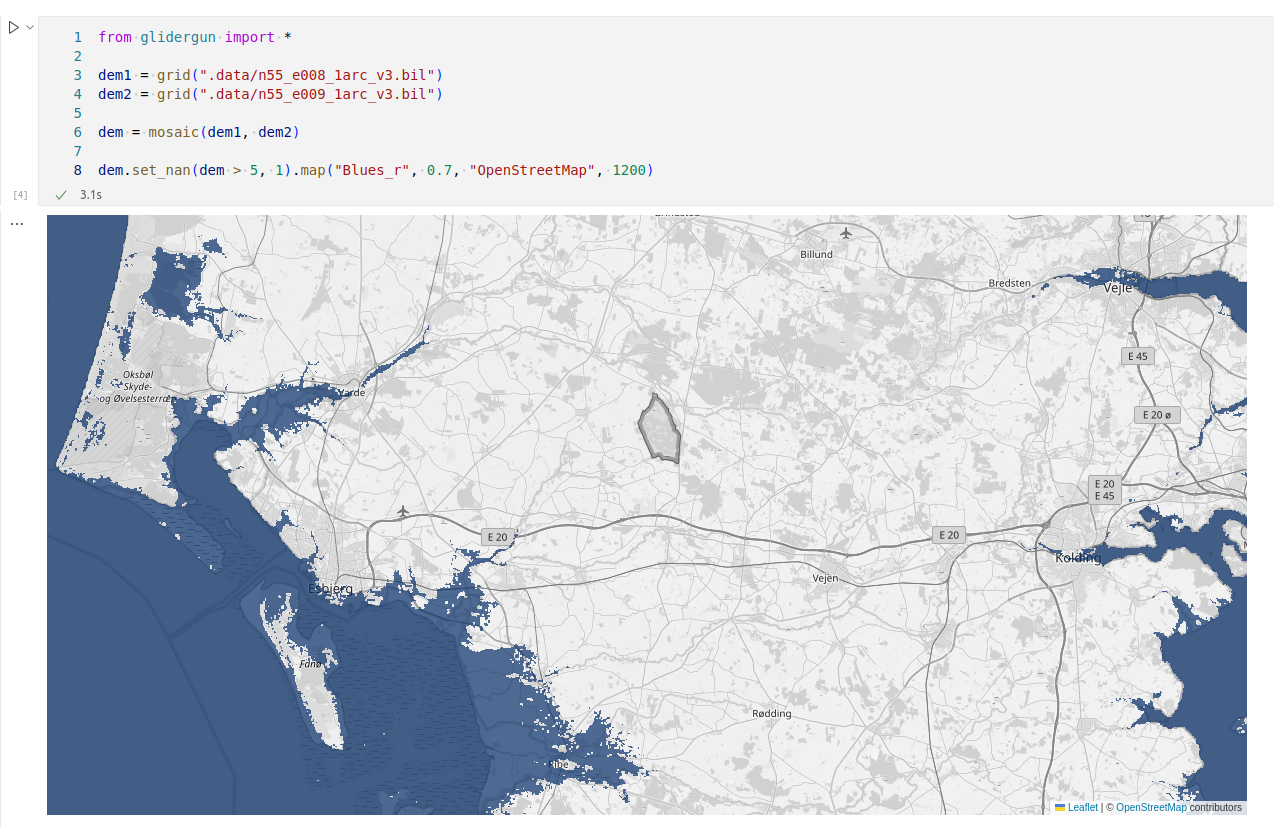 1 from glidergun import *
2
3 dem1 = grid(".data/n55_e008_1arc_v3.bil")
4 dem2 = grid(".data/n55_e009_1arc_v3.bil")
5
6 dem = mosaic(dem1, dem2)
7
8 dem.set_nan(dem > 5, 1).map("Blues_r", 0.7, "OpenStreetMap", 1200)
[4] 3.1s
...
Billund
Bredsten
Vejle
E 45
Oksbøl
Skyde-
og Øvelsesterræn
Varde
E 20 ø
E 20
E 45
E 20
E 20
Kolding
Vejen
Esbjerg
Fanø
Rødding
Ribe
Leaflet | © OpenStreetMap contributors